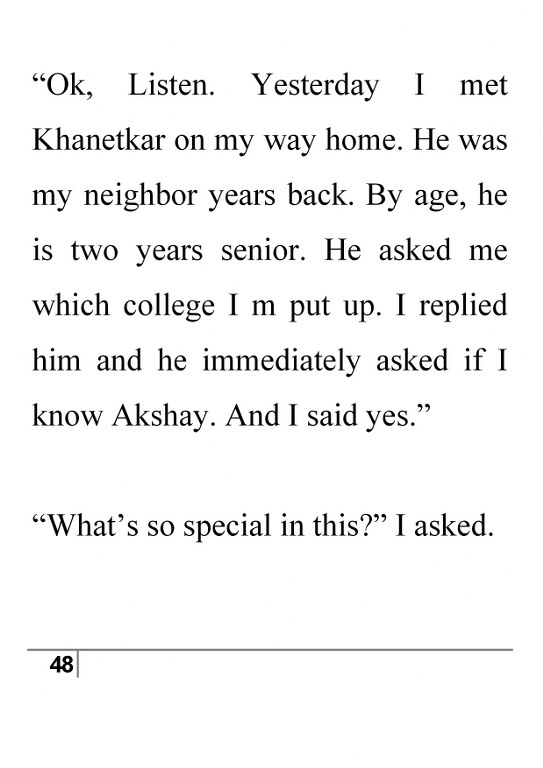 “Ok, Listen. Yesterday I met
Khanetkar on my way home. He was
my neighbor years back. By age, he
is two years senior. He asked me
which college I m put up. I replied
him and he immediately asked if I
know Akshay. And I said yes.”
“What’s so special in this?” I asked.
48